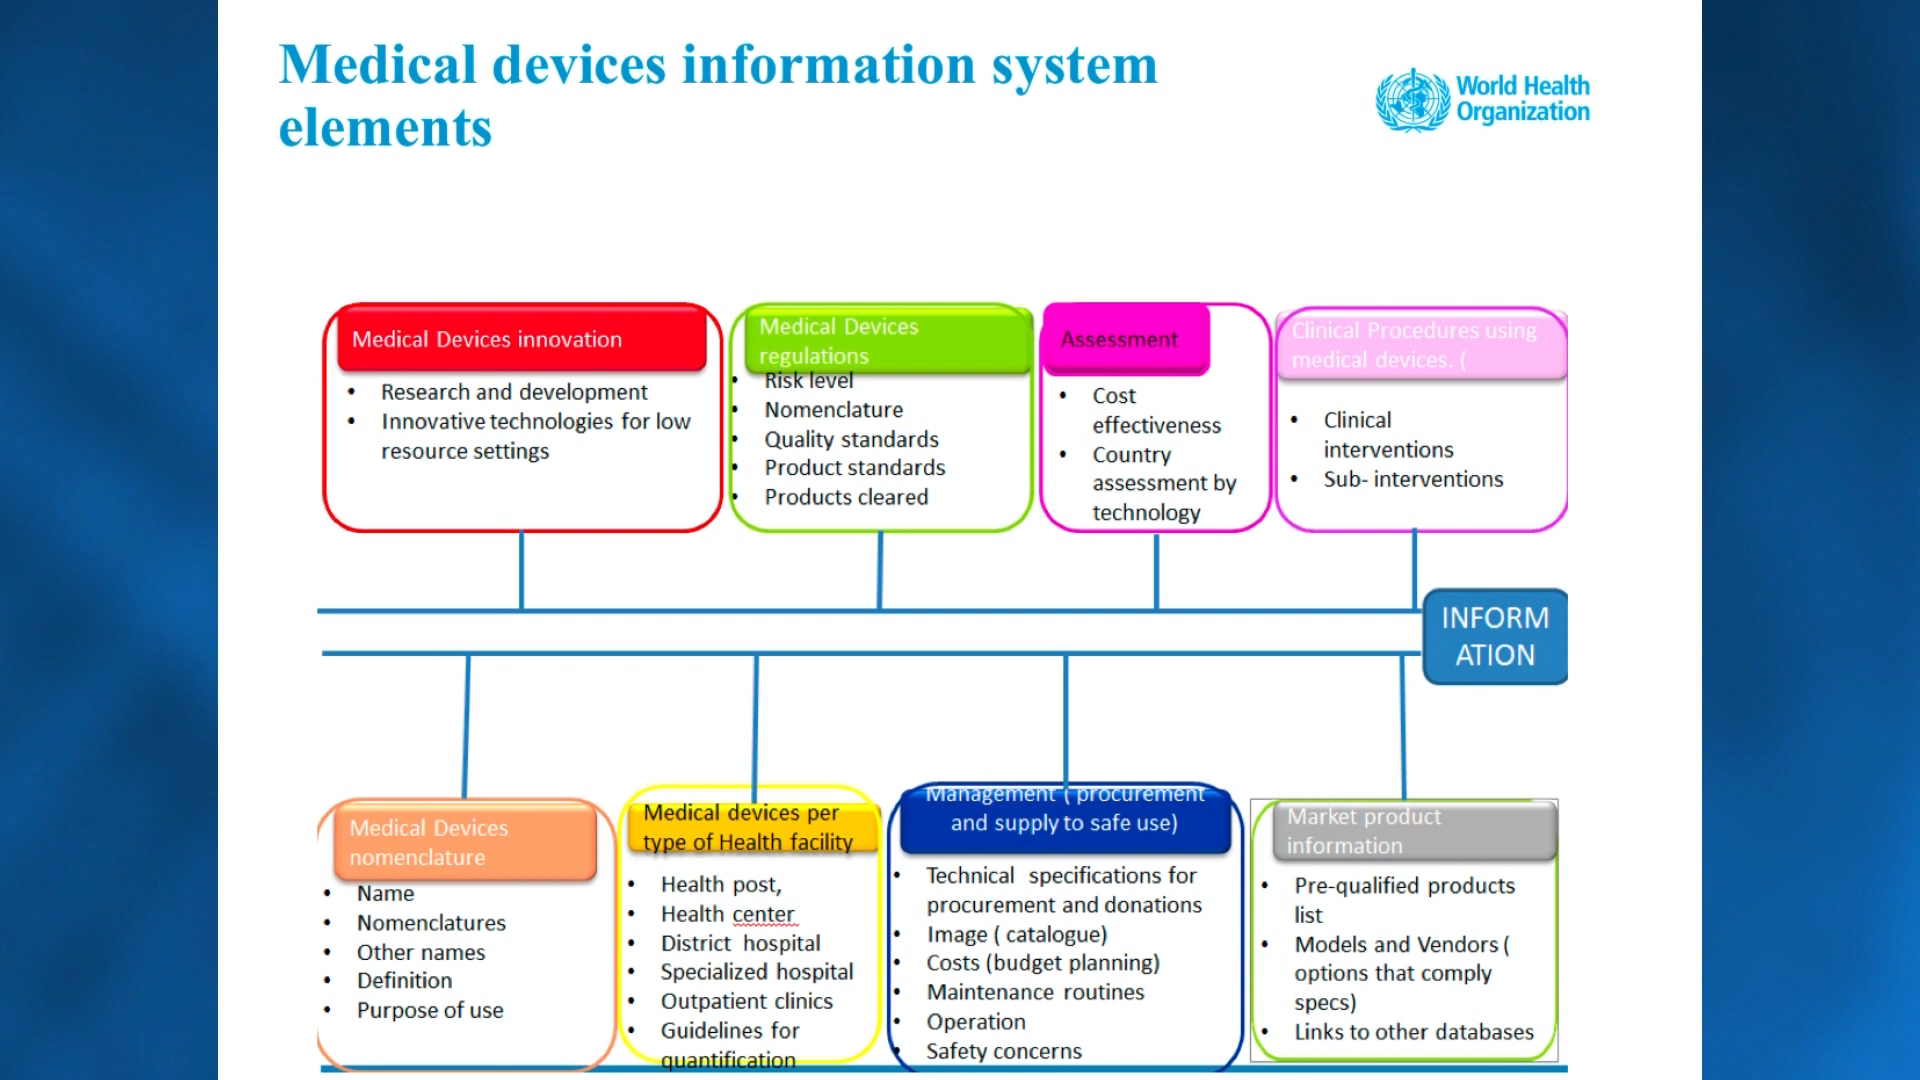 Medical devices information system
elements
World Health
Organization
Medical Devices innovation
• Research and development
• Innovative technologies for low
resource settings
Medical Devices
regulations
• Risk level
• Nomenclature
• Quality standards
• Product standards
• Products cleared
Assessment
• Cost
effectiveness
• Country
assessment by
technology
Clinical Procedures using
medical devices. (
• Clinical
interventions
• Sub- interventions
INFORM
ATION
Medical Devices
nomenclature
• Name
• Nomenclatures
• Other names
• Definition
• Purpose of use
Medical devices per
type of Health facility
• Health post,
• Health center
• District hospital
• Specialized hospital
• Outpatient clinics
• Guidelines for
quantification
Management ( procurement
and supply to safe use)
• Technical specifications for
procurement and donations
• Image ( catalogue)
• Costs (budget planning)
• Maintenance routines
• Operation
• Safety concerns
Market product
information
• Pre-qualified products
list
• Models and Vendors (
options that comply
specs)
• Links to other databases